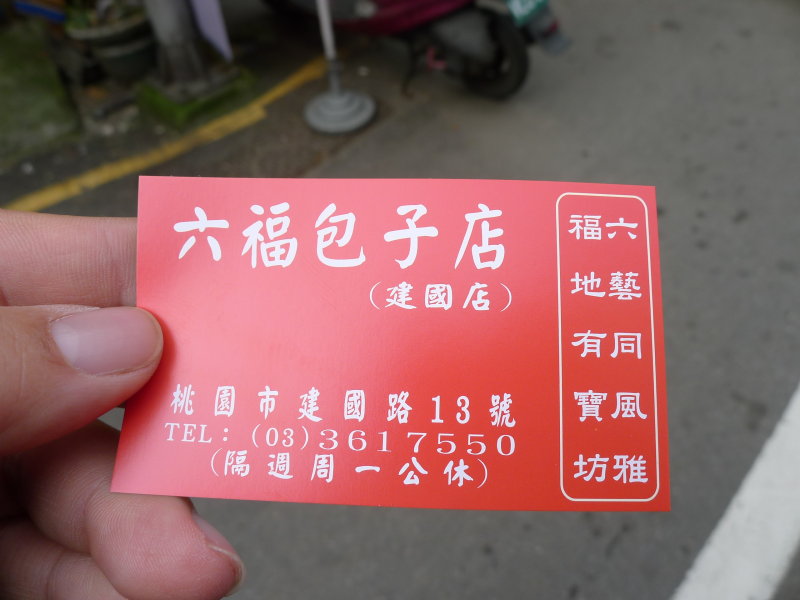 六福包子店
(建國店)
桃園市建國路13號
TEL：(03)3617550
(隔週周一公休)
六藝同風雅
福地有寶坊